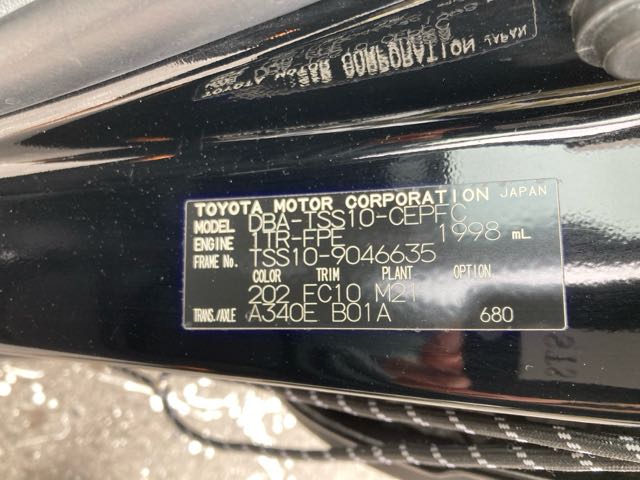 TOYOTA MOTOR CORPORATION JAPAN
MODEL DBA-TSS10-CEPFC
ENGINE 1TR-FPE 1998 mL
FRAME No. TSS10-9046635
COLOR TRIM PLANT OPTION
202 EC10 M21
TRANS./AXLE A340E B01A 680